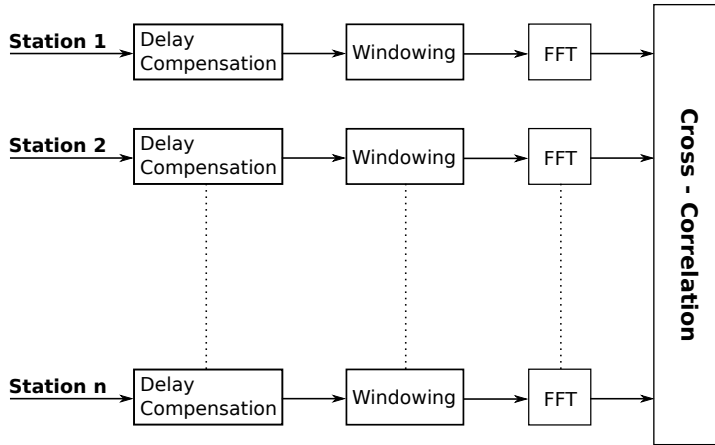 Station 1
Delay
Compensation
Windowing
FFT
Station 2
Delay
Compensation
Windowing
FFT
Station n
Delay
Compensation
Windowing
FFT
Cross - Correlation